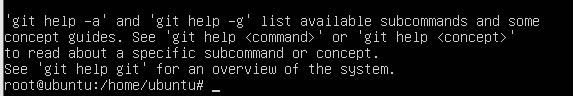 'git help -a' and 'git help -g' list available subcommands and some
concept guides. See 'git help <command>' or 'git help <concept>'
to read about a specific subcommand or concept.
See 'git help git' for an overview of the system.
root@ubuntu:/home/ubuntu# _